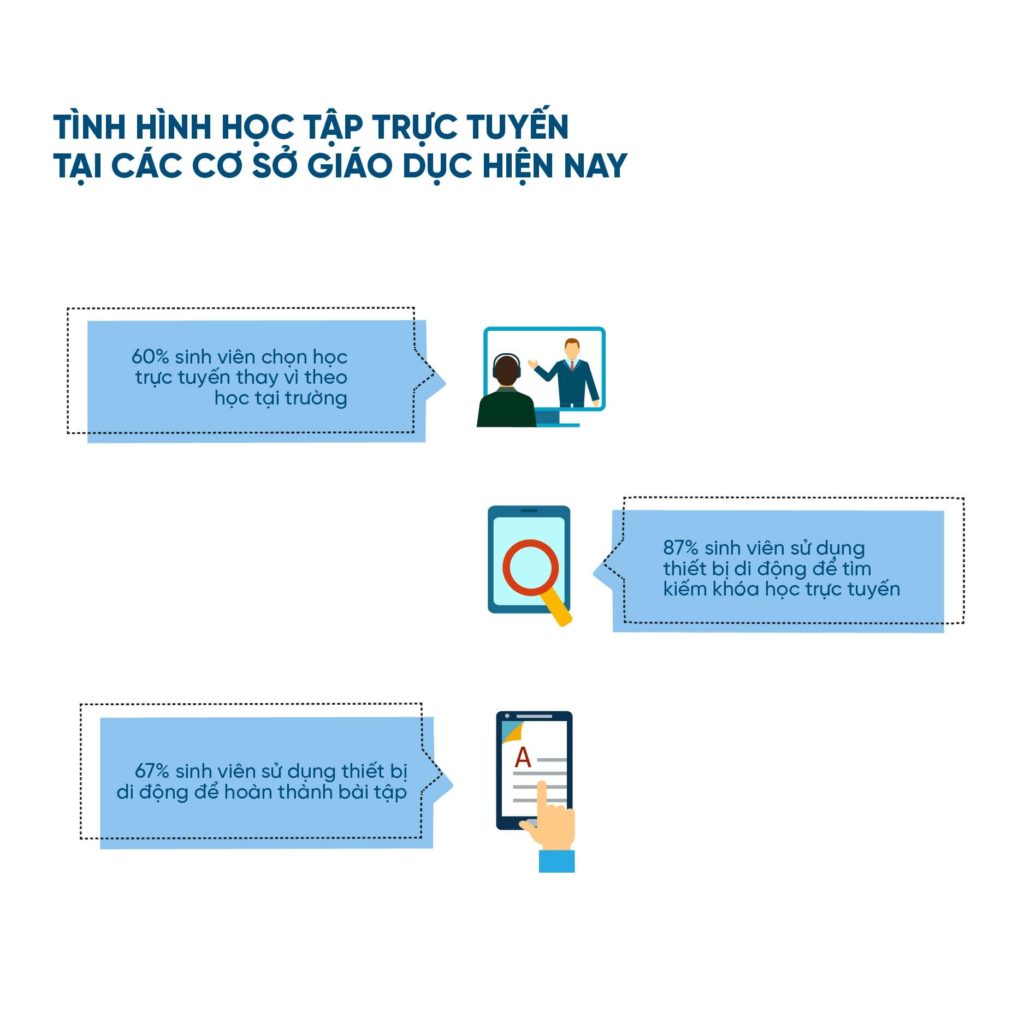 TÌNH HÌNH HỌC TẬP TRỰC TUYẾN
TẠI CÁC CƠ SỞ GIÁO DỤC HIỆN NAY
60% sinh viên chọn học
trực tuyến thay vì theo
học tại trường
87% sinh viên sử dụng
thiết bị di động để tìm
kiếm khóa học trực tuyến
67% sinh viên sử dụng thiết bị
di động để hoàn thành bài tập
A